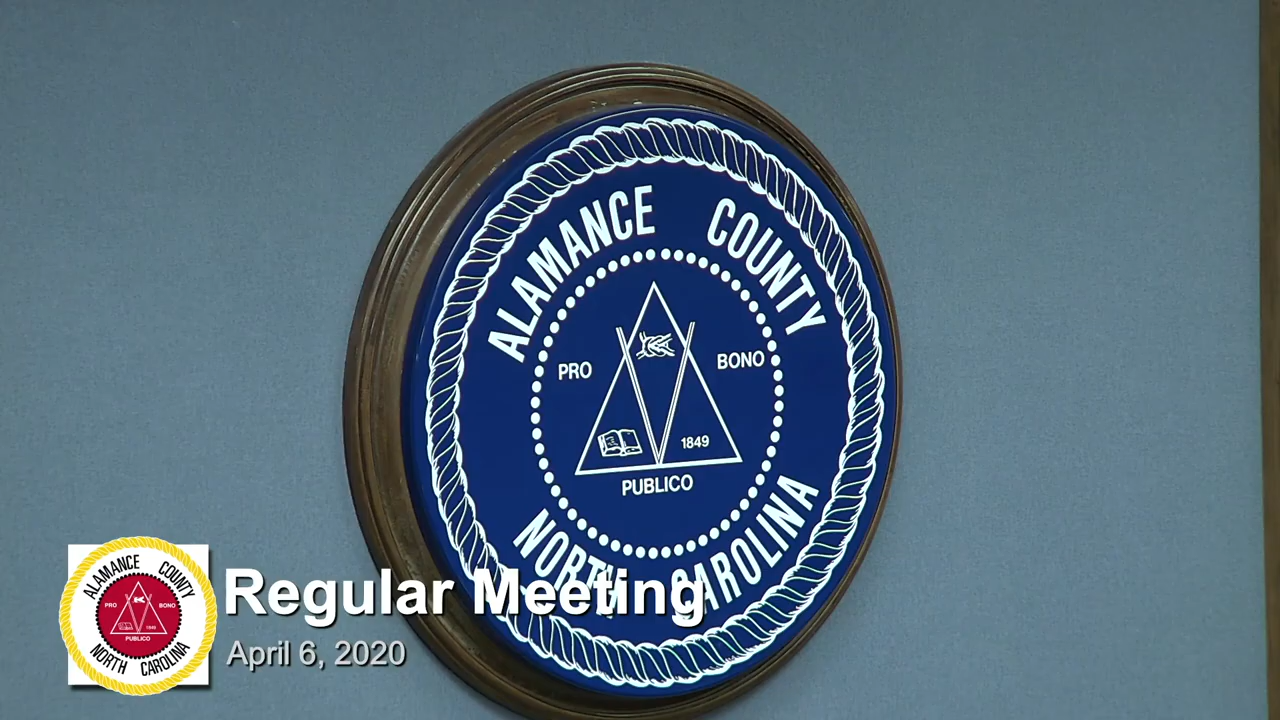 ALAMANCE COUNTY
PRO BONO
1849
PUBLICO
NORTH CAROLINA
ALAMANCE COUNTY
PRO BONO
1849
PUBLICO
NORTH CAROLINA
Regular Meeting
April 6, 2020